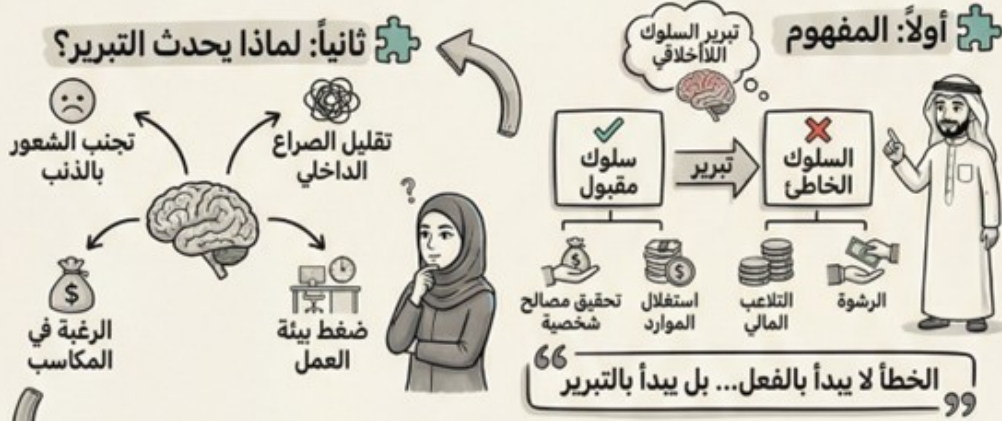 أولاً: المفهوم
تبرير السلوك
اللاأخلاقي
السلوك
الخاطئ
تبرير
سلوك
مقبول
الرشوة
التلاعب
المالي
استغلال
الموارد
تحقيق مصالح
شخصية
الخطأ لا يبدأ بالفعل... بل يبدأ بالتبرير
ثانياً: لماذا يحدث التبرير؟
تقليل الصراع
الداخلي
تجنب الشعور
بالذنب
ضغط بيئة
العمل
الرغبة في
المكاسب